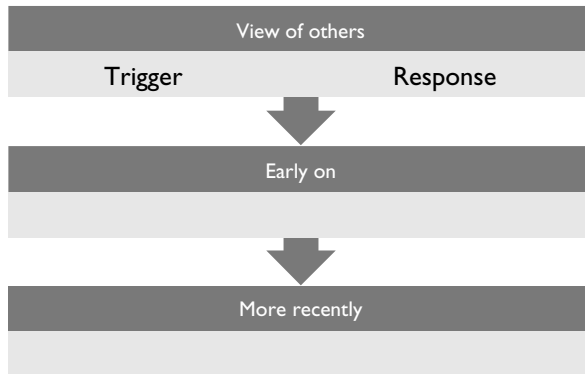 View of others
Trigger Response
Early on
More recently